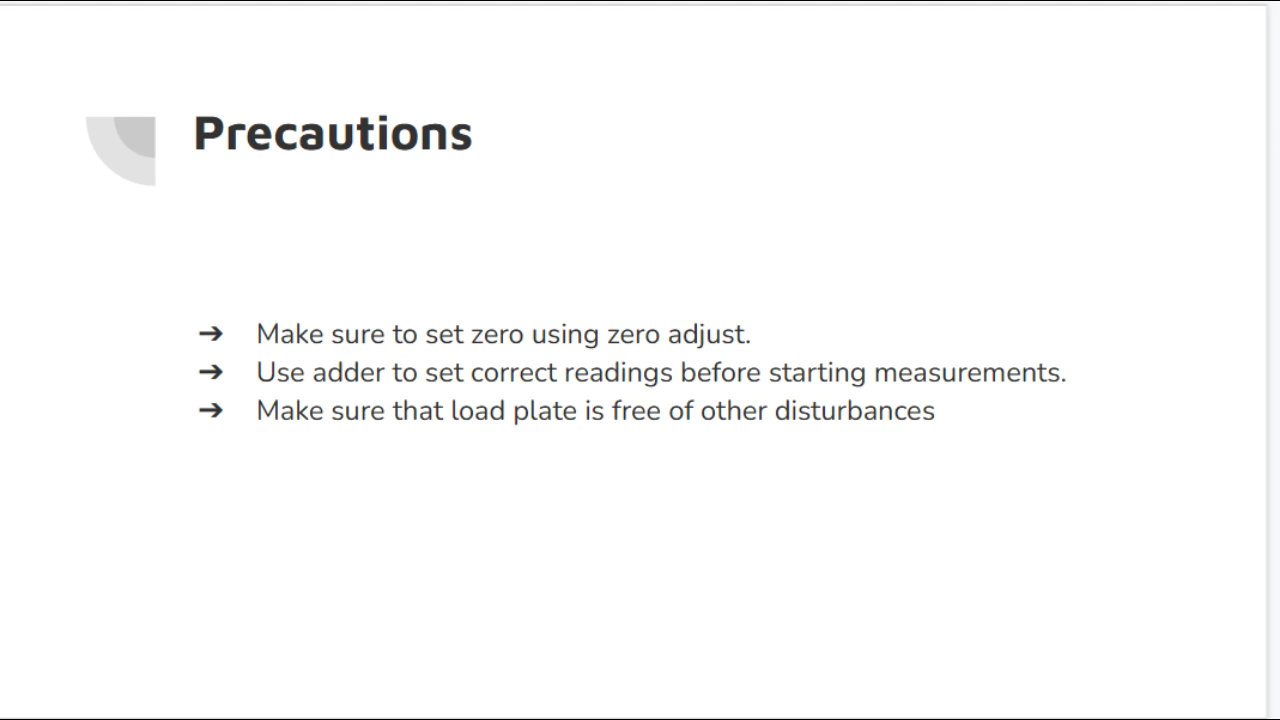 Precautions
➔ Make sure to set zero using zero adjust.
➔ Use adder to set correct readings before starting measurements.
➔ Make sure that load plate is free of other disturbances